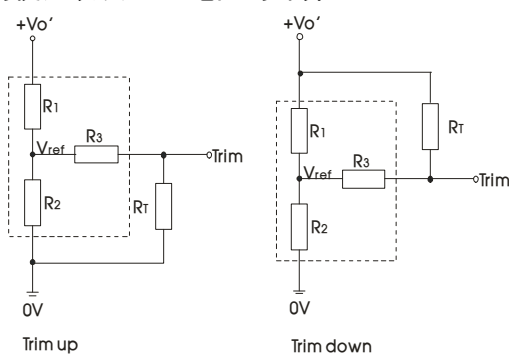 +Vo'
R1
Vref
R3
Trim
R2
RT
0V
Trim up
+Vo'
R1
RT
Vref
R3
Trim
R2
0V
Trim down